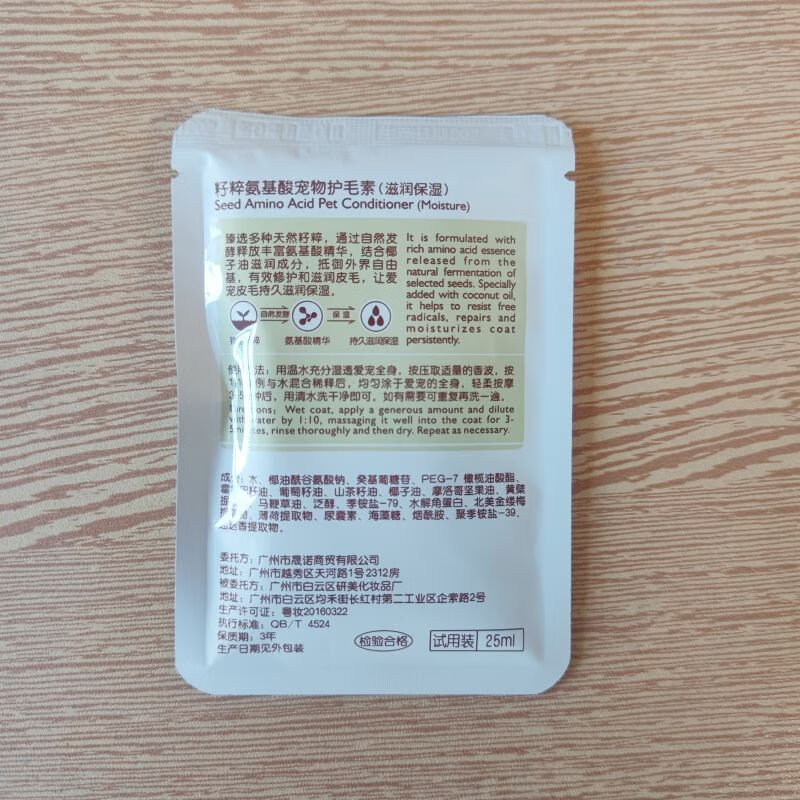 籽粹氨基酸宠物护毛素(滋润保湿)
Seed Amino Acid Pet Conditioner (Moisture)
臻选多种天然籽粹，通过自然发
酵释放丰富氨基酸精华，结合椰
子油滋润成分，抵御外界自由
基，有效修护和滋润皮毛，让爱
宠皮毛持久滋润保湿。
It is formulated with
rich amino acid essence
released from the
natural fermentation of
selected seeds. Specially
added with coconut oil,
it helps to resist free
radicals, repairs and
moisturizes coat
persistently.
自然发酵
保湿
粹
氨基酸精华
持久滋润保湿
法：用温水充分湿透爱宠全身，按压取适量的香波，按
例与水混合稀释后，均匀涂于爱宠的全身，轻柔按摩
钟后，用清水洗干净即可。如有需要可重复再洗一遍。
Directions: Wet coat, apply a generous amount and dilute
with water by 1:10, massaging it well into the coat for 3-
5minutes, rinse thoroughly and then dry. Repeat as necessary.
水、椰油酰谷氨酸钠、癸基葡糖苷、PEG-7 橄榄油酸酯、
籽油、葡萄籽油、山茶籽油、椰子油、摩洛哥坚果油、黄檗
马鞭草油、泛醇、季铵盐-79、水解角蛋白、北美金缕梅
薄荷提取物、尿囊素、海藻糖、烟酰胺、聚季铵盐-39、
香提取物。
委托方：广州市晟诺商贸有限公司
地址：广州市越秀区天河路1号2312房
被委托方：广州市白云区研美化妆品厂
地址：广州市白云区均禾街长红村第二工业区企索路2号
生产许可证：粤妆20160322
执行标准：QB/T 4524
保质期：3年
生产日期见外包装
检验合格
试用装 25ml